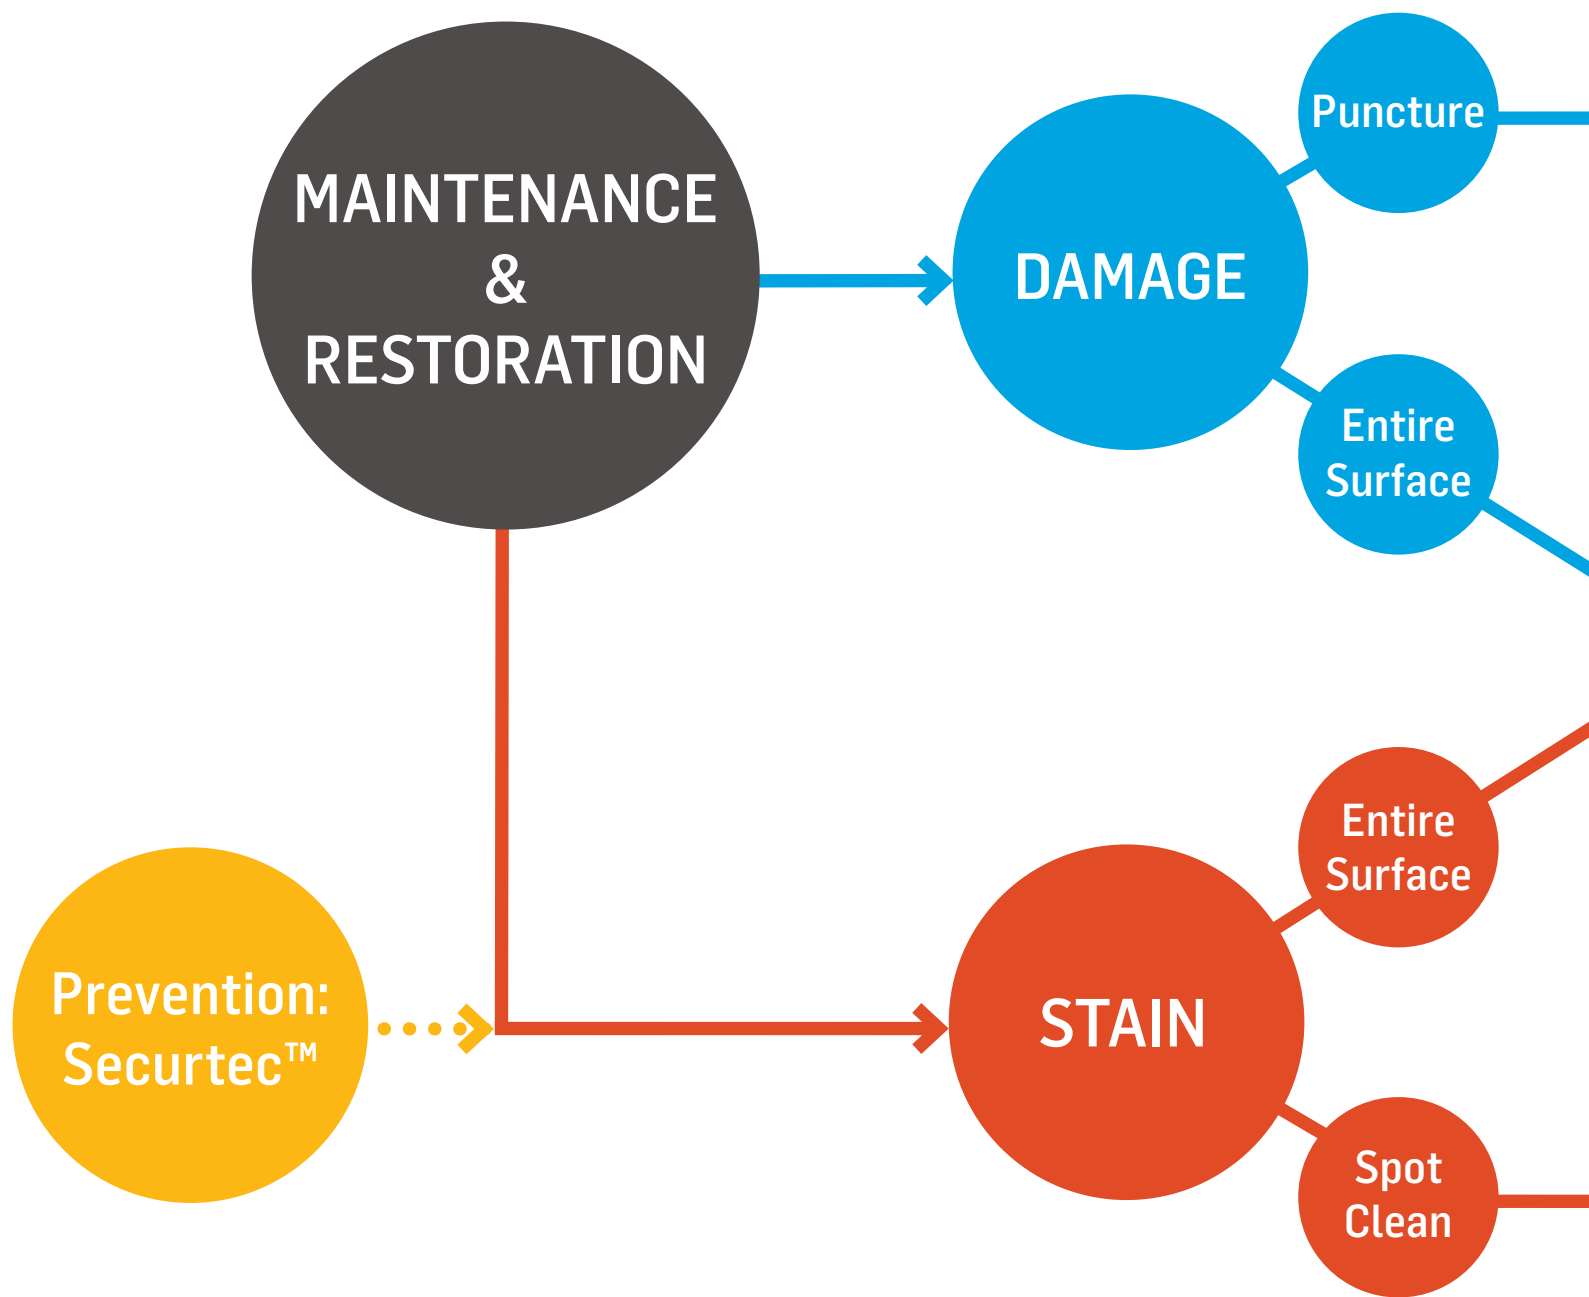 MAINTENANCE
&
RESTORATION
DAMAGE
Puncture
Entire
Surface
Prevention:
Securtec™
STAIN
Entire
Surface
Spot
Clean